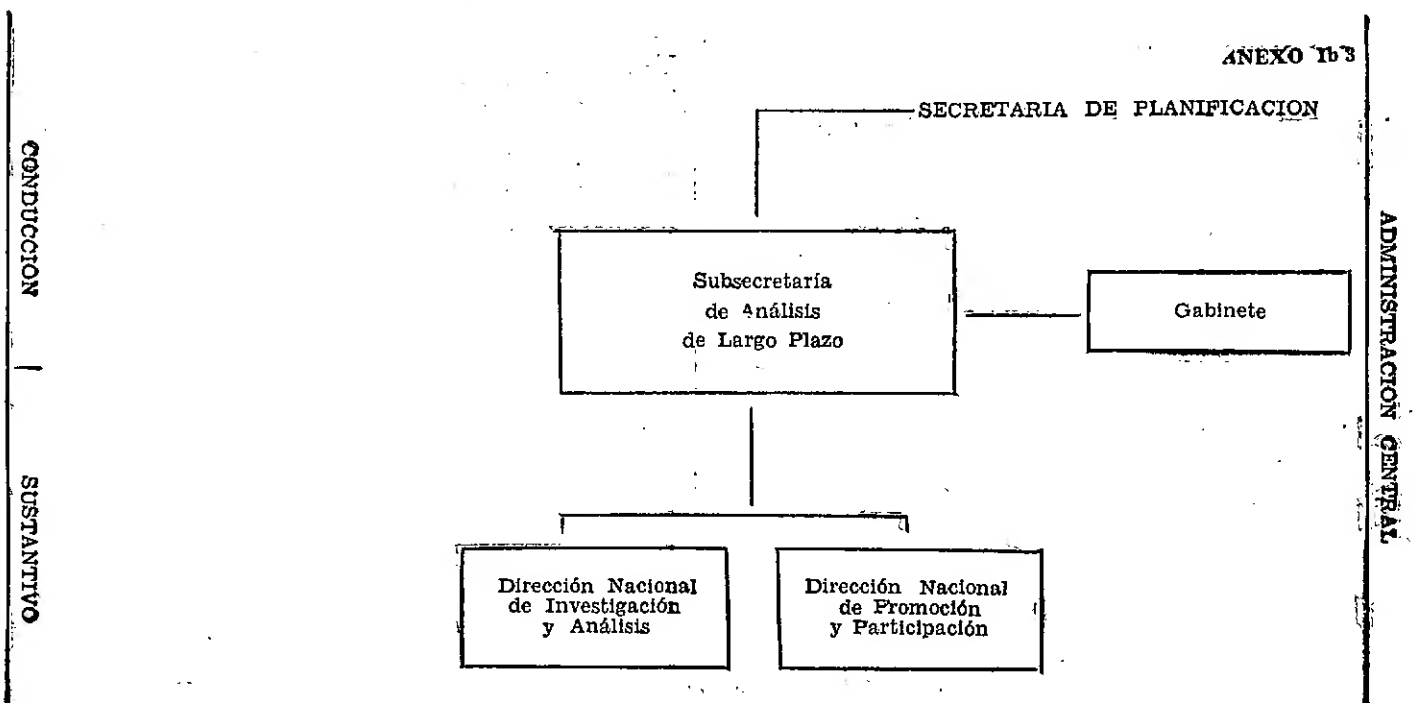 ANEXO Ib 3
SECRETARIA DE PLANIFICACION
CONDUCCION
SUSTANTIVO
ADMINISTRACION CENTRAL
Subsecretaría
de Análisis
de Largo Plazo
Gabinete
Dirección Nacional
de Investigación
y Análisis
Dirección Nacional
de Promoción
y Participación